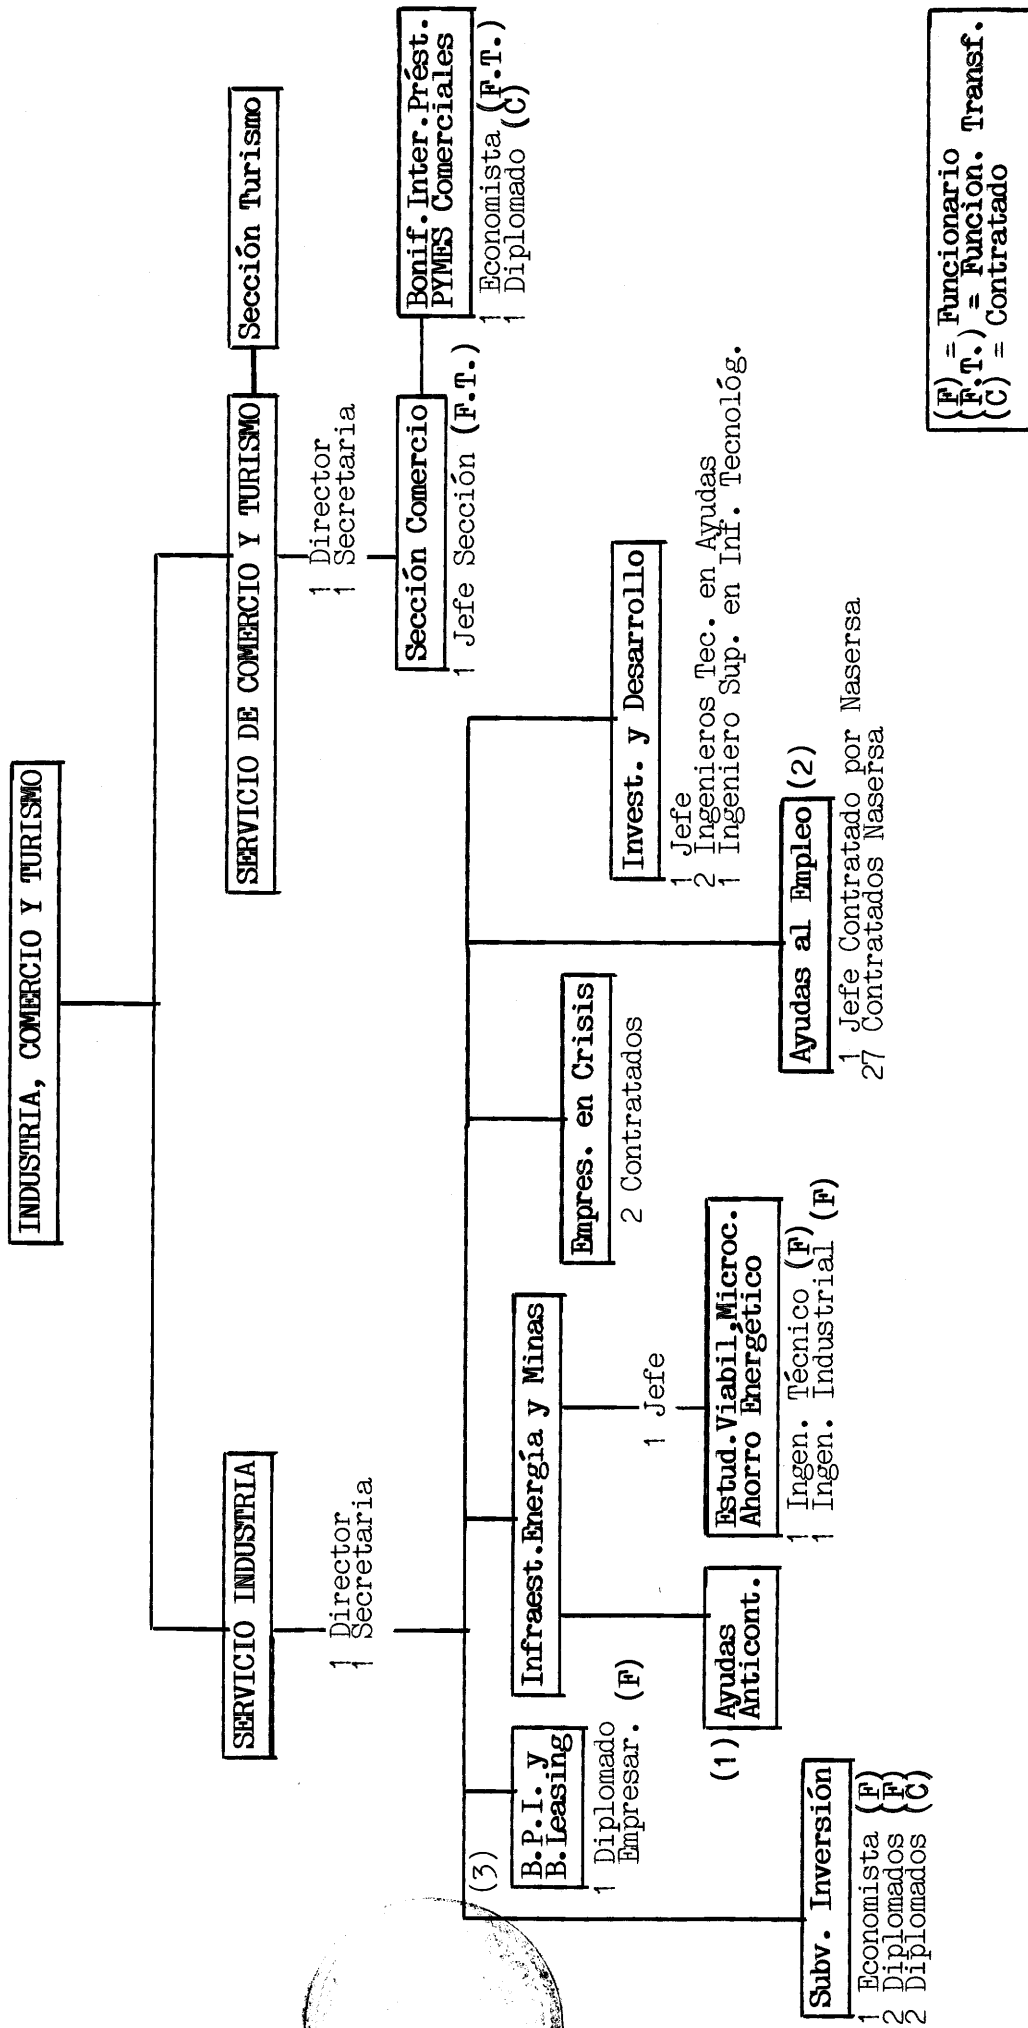 INDUSTRIA, COMERCIO Y TURISMO
SERVICIO INDUSTRIA
1 Director
1 Secretaria
SERVICIO DE COMERCIO Y TURISMO
1 Director
1 Secretaria
Sección Turismo
Sección Comercio
1 Jefe Sección (F.T.)
Bonif.Inter.Prést.
PYMES Comerciales
1 Economista (F.T.)
1 Diplomado (C)
(3)
Subv. Inversión
1 Economista (F)
2 Diplomados (F)
2 Diplomados (C)
B.P.I. y
B.Leasing
1 Diplomado
Empresar. (F)
Infraest.Energía y Minas
1 Jefe
(1) Ayudas
Anticont.
Estud.Viabil,Microc.
Ahorro Energético
1 Ingen. Técnico (F)
1 Ingen. Industrial (F)
Empres. en Crisis
2 Contratados
Ayudas al Empleo (2)
1 Jefe Contratado por Nasersa
27 Contratados Nasersa
Invest. y Desarrollo
1 Jefe
2 Ingenieros Tec. en Ayudas
1 Ingeniero Sup. en Inf. Tecnológ.
(F) = Funcionario
(F.T.) = Funcion. Transf.
(C) = Contratado